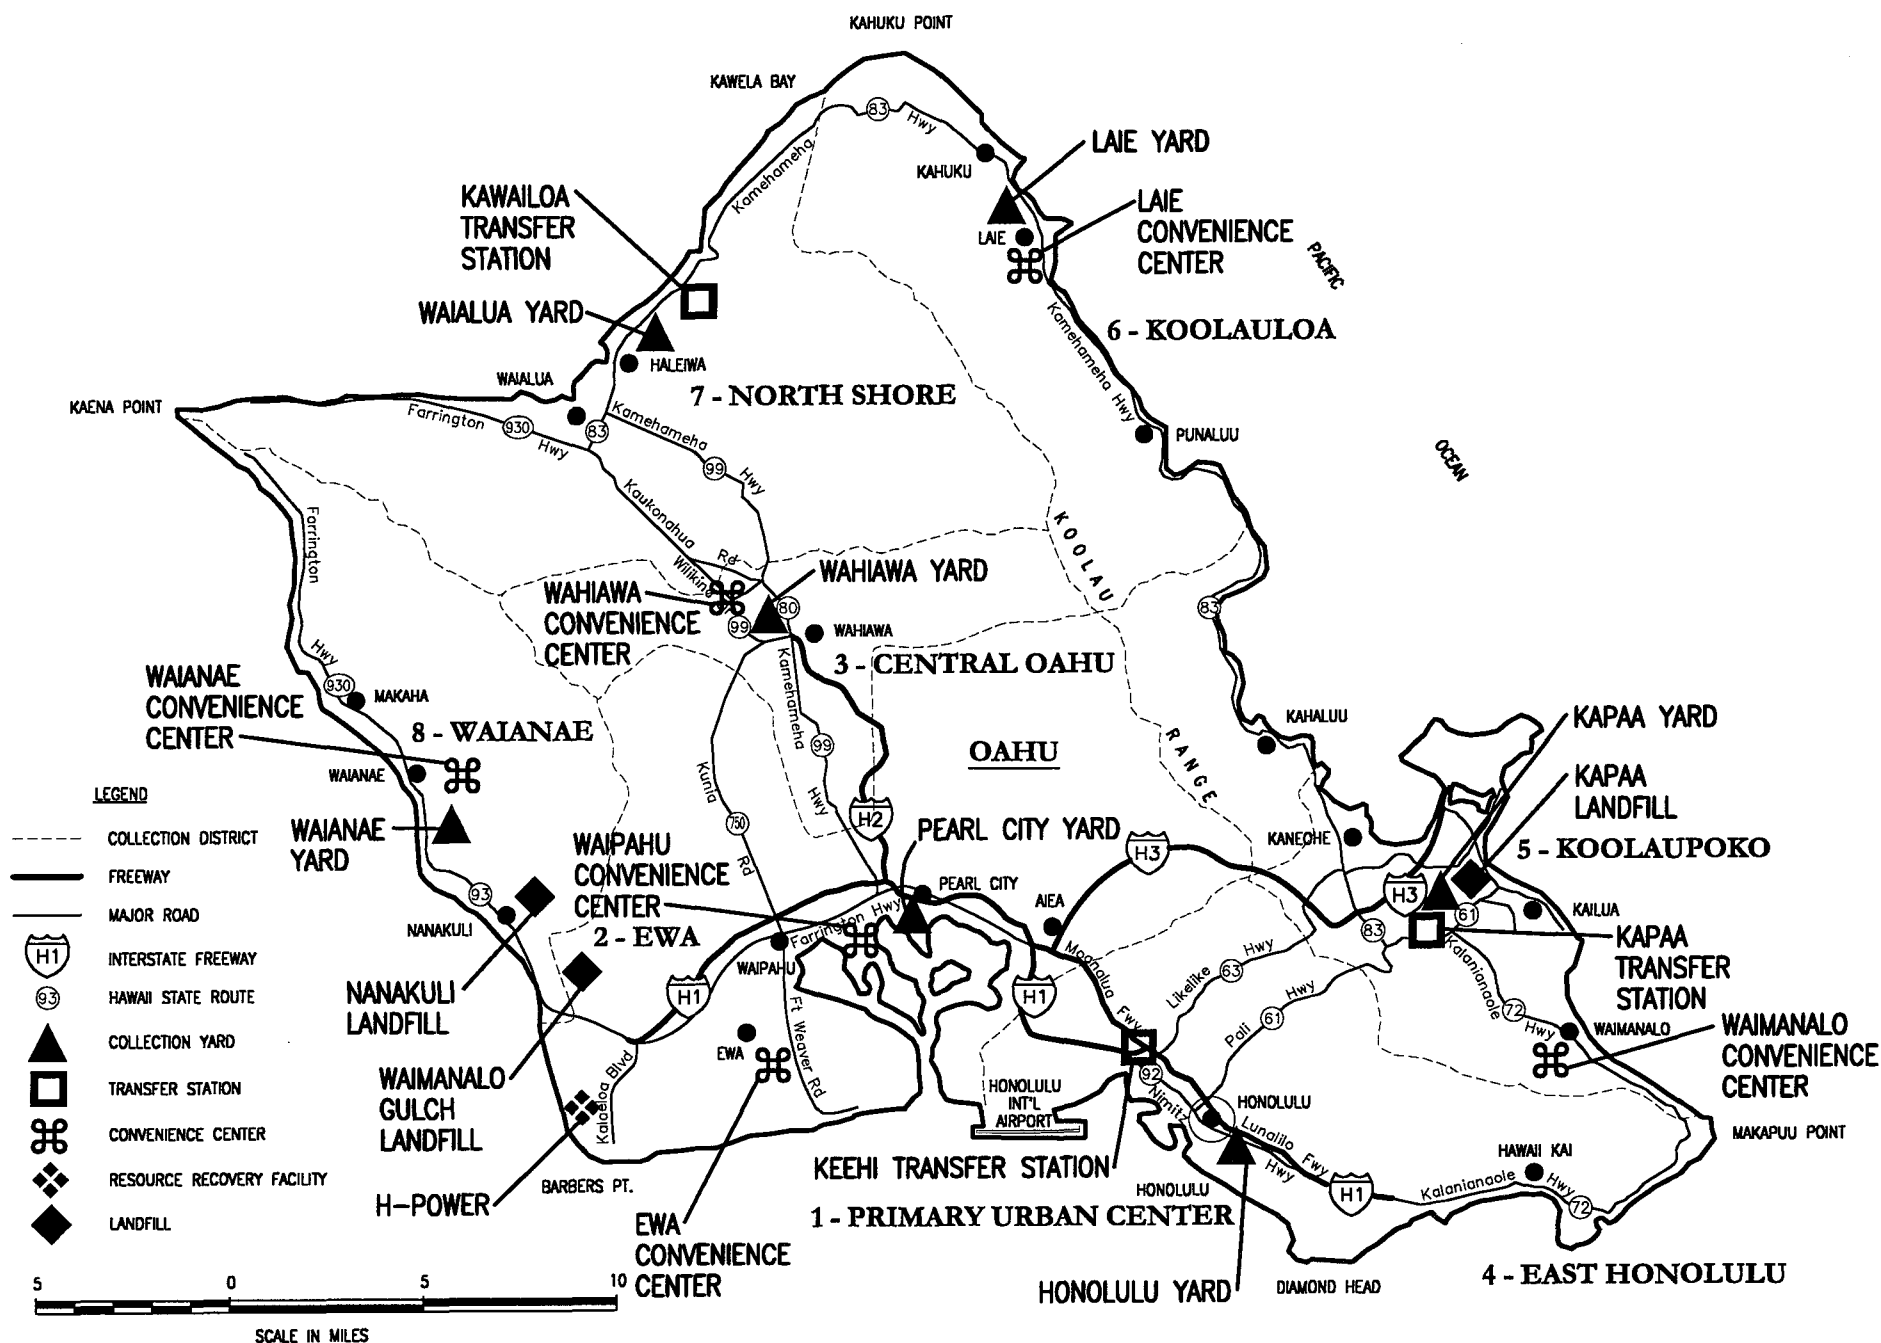 KAHUKU POINT
KAWELA BAY
83
Hwy
Kamehameha
KAHUKU
LAIE YARD
KAWAILOA
TRANSFER
STATION
LAIE
CONVENIENCE
CENTER
LAIE
PACIFIC
WAIALUA YARD
Kamehameha Hwy
6 - KOOLAULOA
HALEIWA
WAIALUA
7 - NORTH SHORE
KAENA POINT
Farrington
930
Hwy
83
Kamehameha
99
Hwy
PUNALUU
OCEAN
Kaukonahua
Rd
Farrington
Hwy
KOOLAU
RANGE
WAHIAWA YARD
WAHIAWA
CONVENIENCE
CENTER
80
99
WAHIAWA
83
3 - CENTRAL OAHU
Kamehameha
99
Hwy
WAIANAE
CONVENIENCE
CENTER
930
MAKAHA
8 - WAIANAE
WAIANAE
KAHALUU
KAPAA YARD
OAHU
KAPAA
LANDFILL
Kunia
750
Rd
H2
WAIANAE
YARD
WAIPAHU
CONVENIENCE
CENTER
PEARL CITY YARD
H3
KANEOHE
5 - KOOLAUPOKO
93
NANAKULI
PEARL CITY
AIEA
H3
61
KAILUA
2 - EWA
Farrington Hwy
WAIPAHU
83
KAPAA
TRANSFER
STATION
Moanalua
Fwy
Likelike
63
Hwy
Pali
61
Hwy
Kalanianaole
72
Hwy
WAIMANALO
NANAKULI
LANDFILL
H1
H1
EWA
Ft Weaver Rd
WAIMANALO
CONVENIENCE
CENTER
WAIMANALO
GULCH
LANDFILL
Kalaeloa Blvd
HONOLULU
INT'L
AIRPORT
92
Nimitz
Hwy
HONOLULU
Lunalilo
Fwy
MAKAPUU POINT
HAWAII KAI
KEEHI TRANSFER STATION
H-POWER
BARBERS PT.
HONOLULU
H1
Kalanianaole
Hwy
72
1 - PRIMARY URBAN CENTER
EWA
CONVENIENCE
CENTER
HONOLULU YARD
DIAMOND HEAD
4 - EAST HONOLULU
LEGEND
COLLECTION DISTRICT
FREEWAY
MAJOR ROAD
H1
INTERSTATE FREEWAY
93
HAWAII STATE ROUTE
COLLECTION YARD
TRANSFER STATION
CONVENIENCE CENTER
RESOURCE RECOVERY FACILITY
LANDFILL
5 0 5 10
SCALE IN MILES